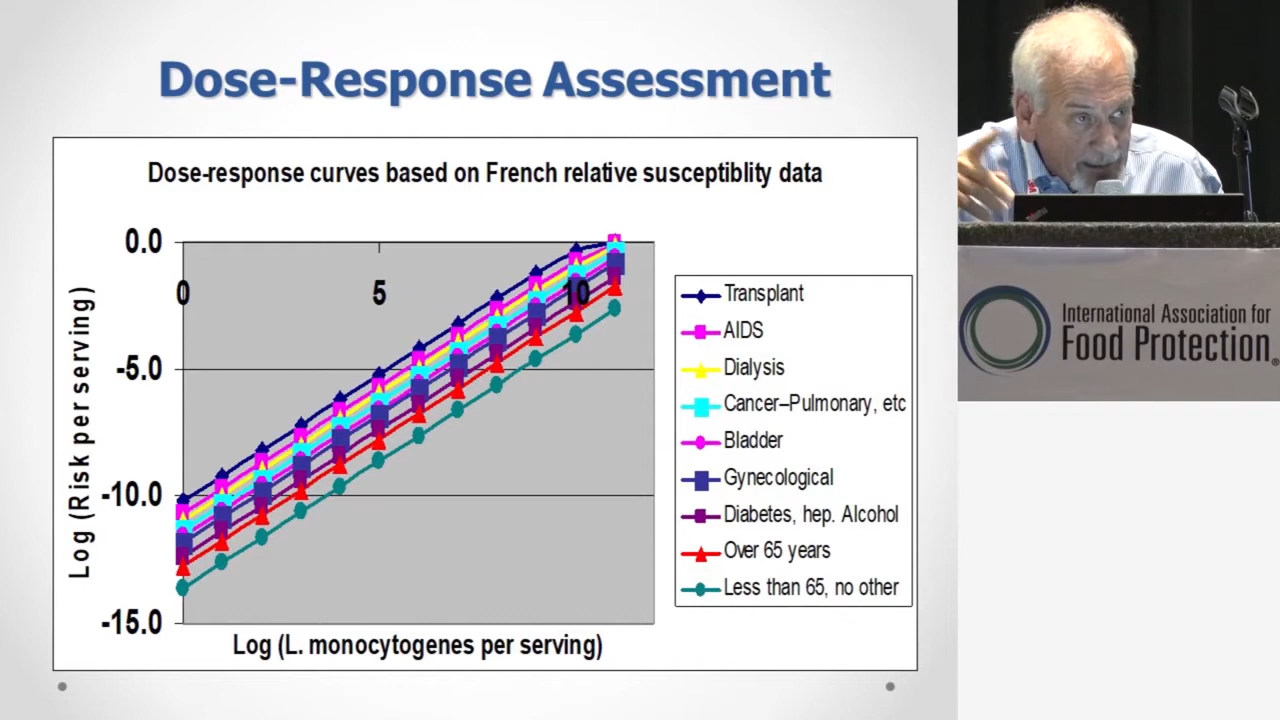 Dose-Response Assessment
Dose-response curves based on French relative susceptiblity data
0.0
0
5
10
-5.0
-10.0
-15.0
Log (Risk per serving)
Log (L. monocytogenes per serving)
Transplant
AIDS
Dialysis
Cancer–Pulmonary, etc
Bladder
Gynecological
Diabetes, hep. Alcohol
Over 65 years
Less than 65, no other
International Association for
Food Protection®